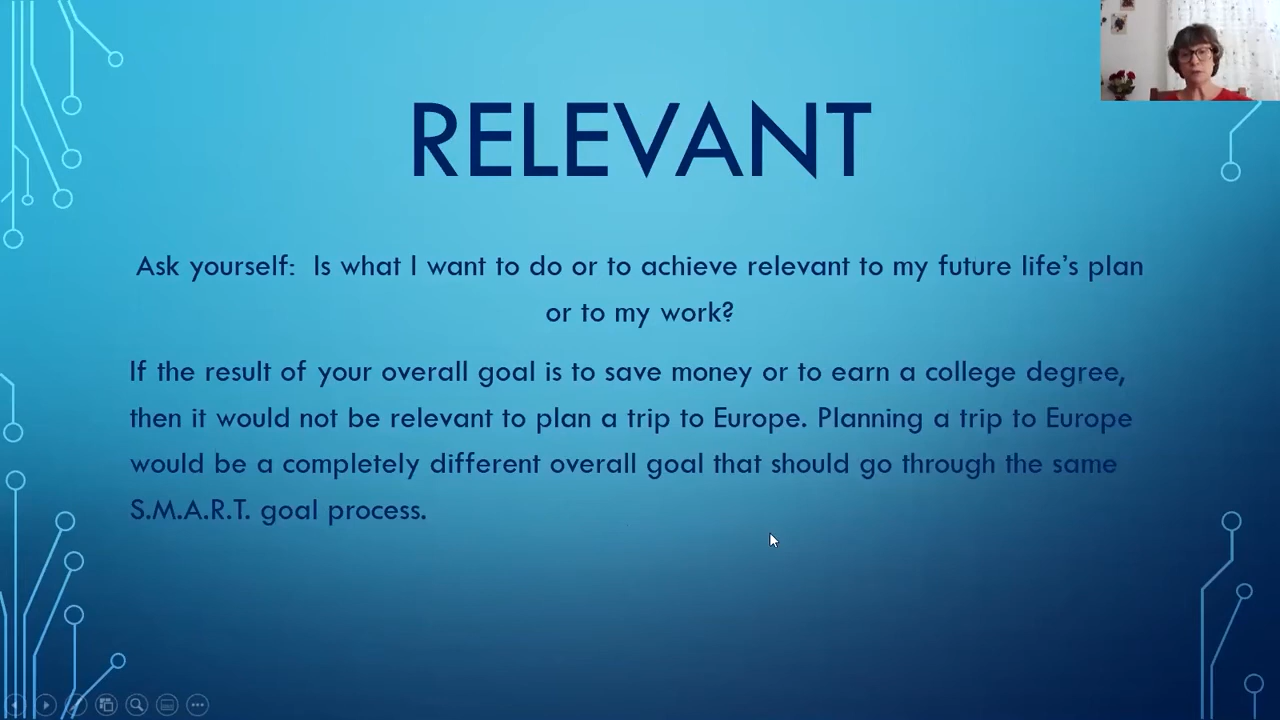 RELEVANT
Ask yourself:  Is what I want to do or to achieve relevant to my future life's plan
or to my work?
If the result of your overall goal is to save money or to earn a college degree,
then it would not be relevant to plan a trip to Europe. Planning a trip to Europe
would be a completely different overall goal that should go through the same
S.M.A.R.T. goal process.